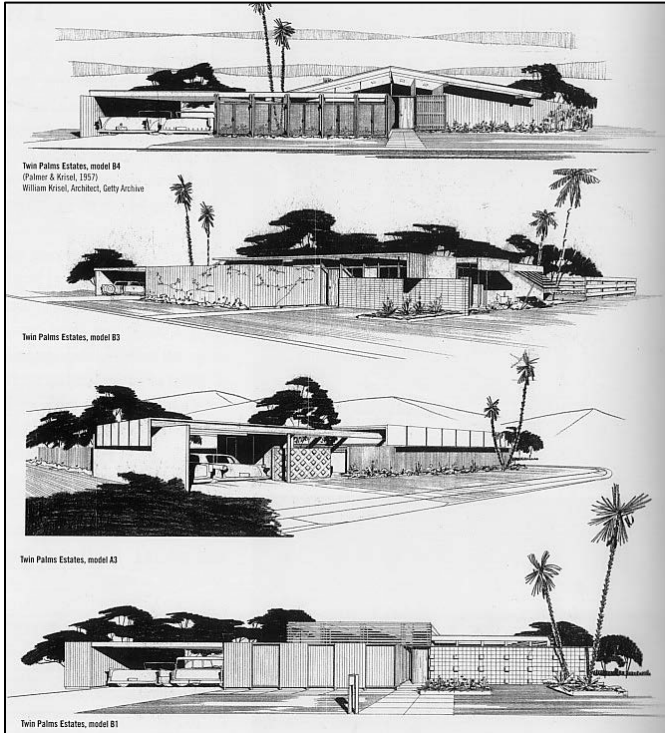 Twin Palms Estates, model B4
(Palmer & Krisel, 1957)
William Krisel, Architect, Getty Archive
Twin Palms Estates, model B3
Twin Palms Estates, model A3
Twin Palms Estates, model B1